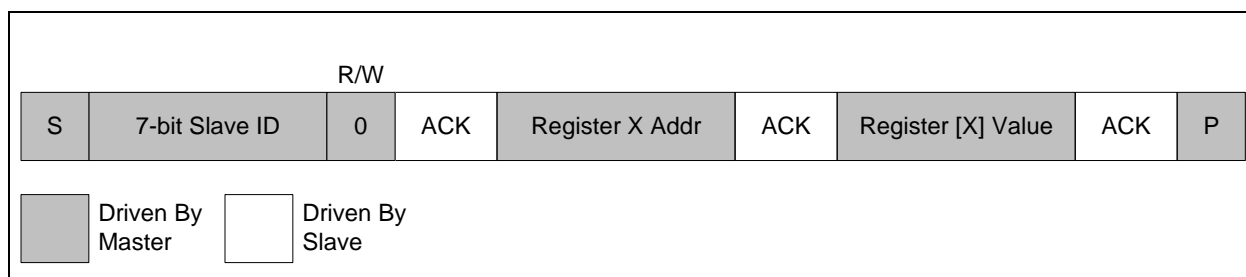 R/W
S 7-bit Slave ID 0 ACK Register X Addr ACK Register [X] Value ACK P
Driven By Master
Driven By Slave